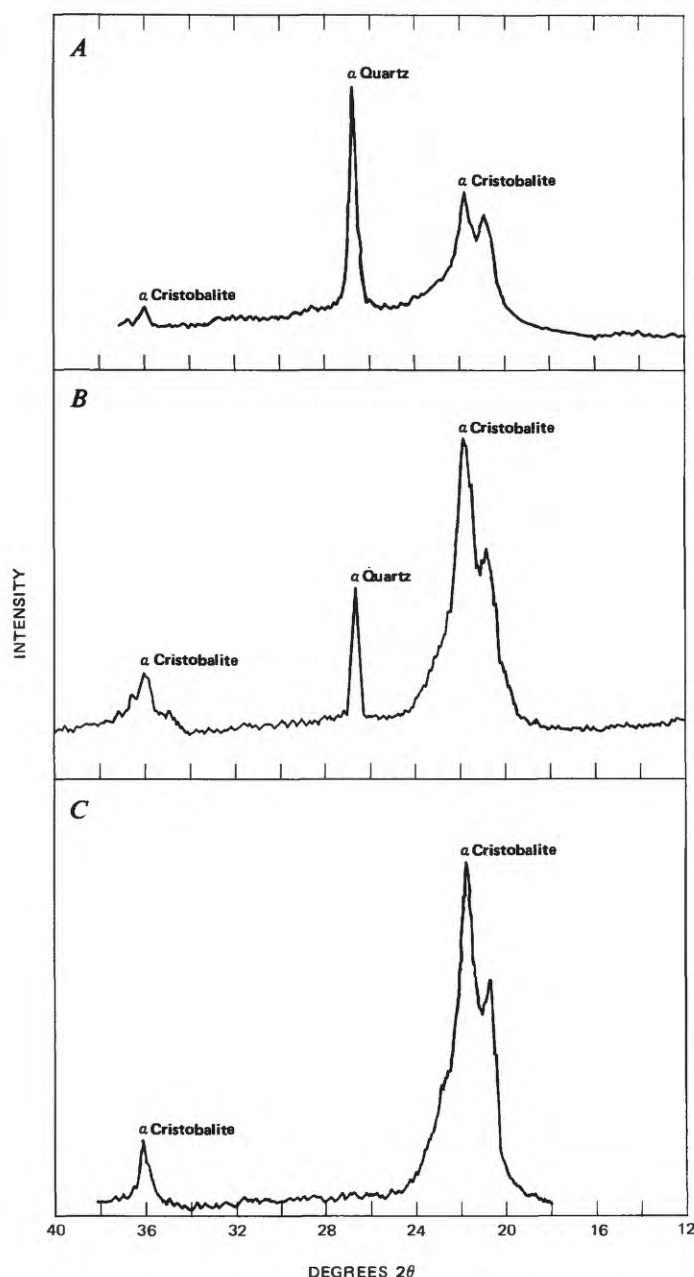 A
α Quartz
α Cristobalite
α Cristobalite
B
α Cristobalite
α Quartz
α Cristobalite
INTENSITY
C
α Cristobalite
α Cristobalite
40 36 32 28 24 20 16 12
DEGREES 2θ